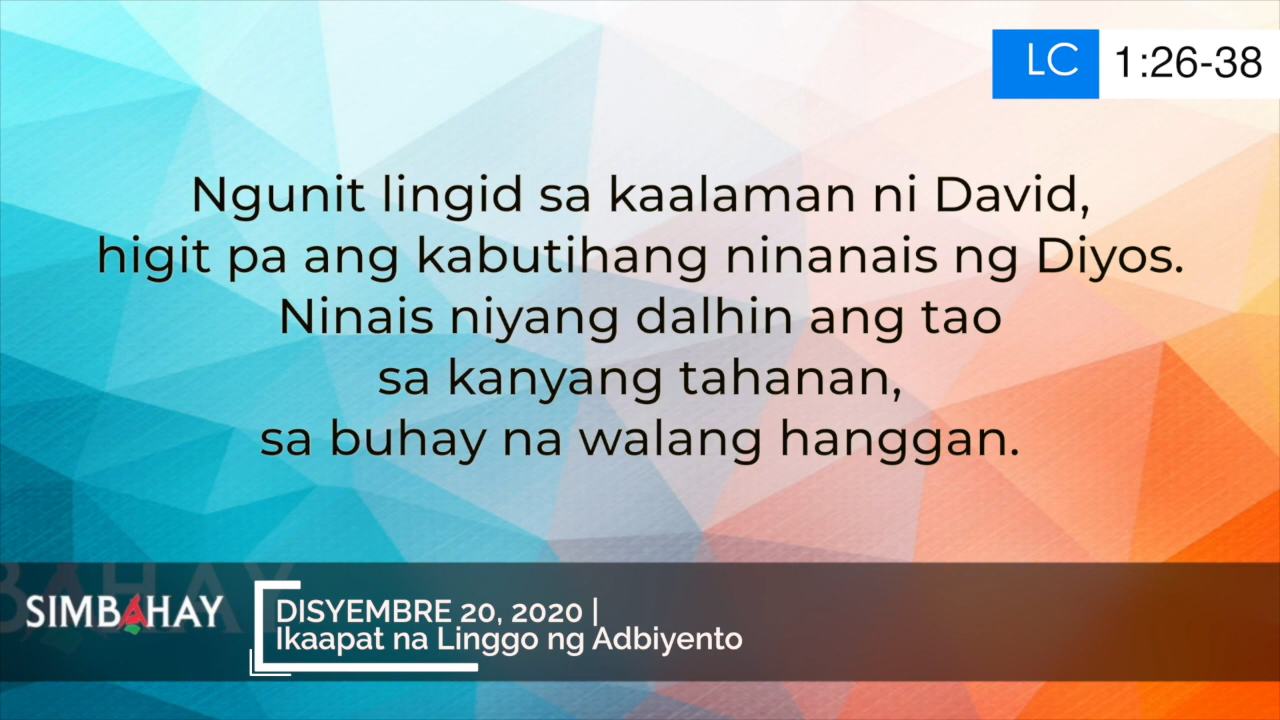 LC 1:26-38
Ngunit lingid sa kaalaman ni David,
higit pa ang kabutihang ninanais ng Diyos.
Ninais niyang dalhin ang tao
sa kanyang tahanan,
sa buhay na walang hanggan.
SIMBAHAY
DISYEMBRE 20, 2020 |
Ikaapat na Linggo ng Adbiyento